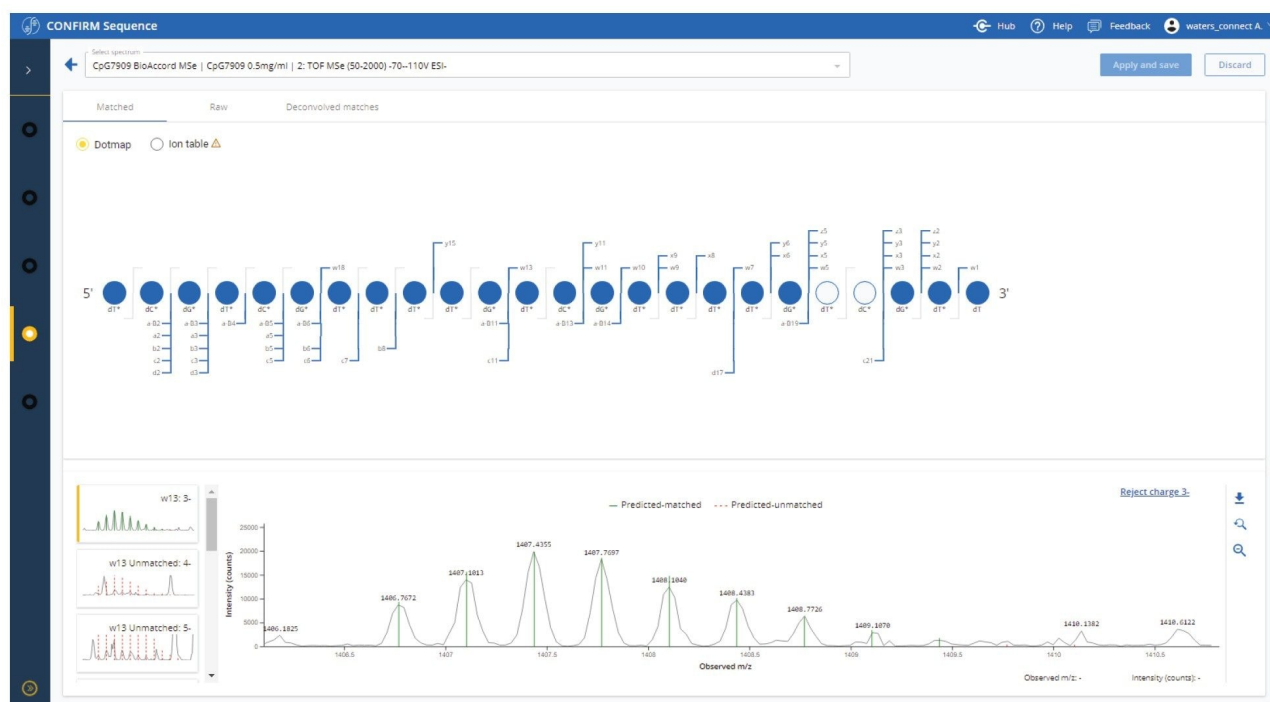 CONFIRM Sequence
Hub Help Feedback waters_connect A.
Select spectrum
CpG7909 BioAccord MSe | CpG7909 0.5mg/ml | 2: TOF MSe (50-2000) -70--110V ESI-
Apply and save Discard
Matched Raw Deconvolved matches
Dotmap Ion table
z5 z3 z2
y15 y11 y6 y5 y3 y2
x9 x8 x6 x5 x3 x2
w18 w13 w11 w10 w9 w7 w5 w3 w2 w1
5' 3'
dT* dC* dG* dT* dC* dG* dT* dT* dT* dT* dG* dT* dC* dG* dT* dT* dT* dG* dT* dC* dG* dT* dT
a-B2 a-B3 a-B4 a-B5 a-B6 a-B11 a-B13 a-B14 a-B19
a2 a3 a5
b2 b3 b6 b8
c2 c3 c5 c6 c7 c11 c21
d2 d3 d17
w13: 3-
w13 Unmatched: 4-
w13 Unmatched: 5-
Reject charge 3-
Predicted-matched Predicted-unmatched
Intensity (counts)
25000
20000
15000
10000
5000
0
1406.1825 1406.7672 1407.1013 1407.4355 1407.7697 1408.1040 1408.4383 1408.7726 1409.1070 1410.1382 1410.6122
1406.5 1407 1407.5 1408 1408.5 1409 1409.5 1410 1410.5
Observed m/z
Observed m/z: - Intensity (counts): -